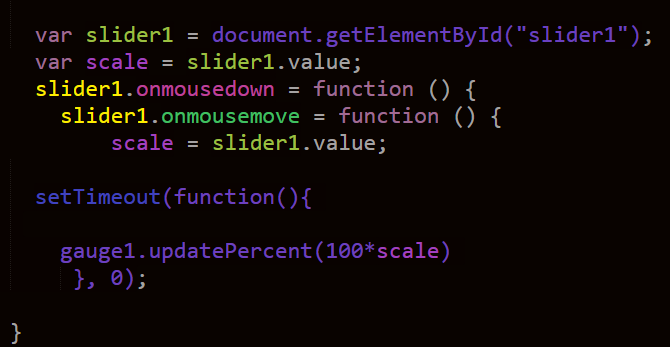 var slider1 = document.getElementById("slider1");
var scale = slider1.value;
slider1.onmousedown = function () {
slider1.onmousemove = function () {
scale = slider1.value;
setTimeout(function(){
gauge1.updatePercent(100*scale)
}, 0);
}